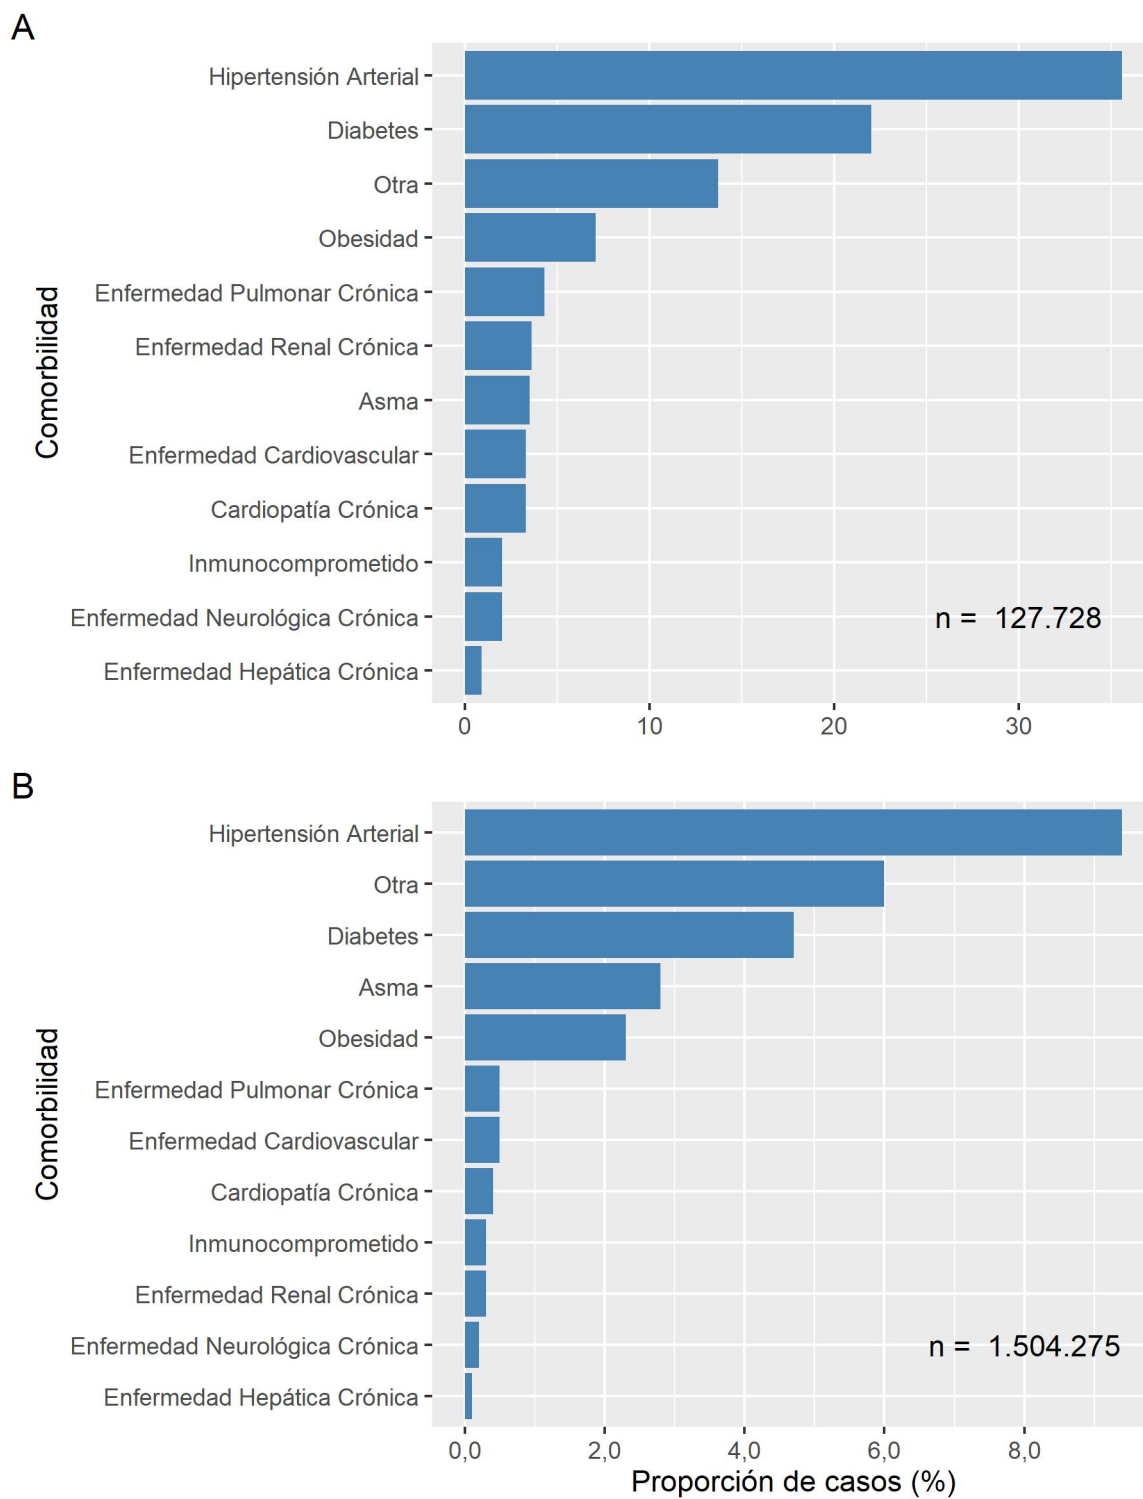 A
Hipertensión Arterial
Diabetes
Otra
Obesidad
Enfermedad Pulmonar Crónica
Enfermedad Renal Crónica
Asma
Enfermedad Cardiovascular
Cardiopatía Crónica
Inmunocomprometido
Enfermedad Neurológica Crónica
Enfermedad Hepática Crónica
Comorbilidad
n = 127.728
0 10 20 30
B
Hipertensión Arterial
Otra
Diabetes
Asma
Obesidad
Enfermedad Pulmonar Crónica
Enfermedad Cardiovascular
Cardiopatía Crónica
Inmunocomprometido
Enfermedad Renal Crónica
Enfermedad Neurológica Crónica
Enfermedad Hepática Crónica
Comorbilidad
n = 1.504.275
0,0 2,0 4,0 6,0 8,0
Proporción de casos (%)